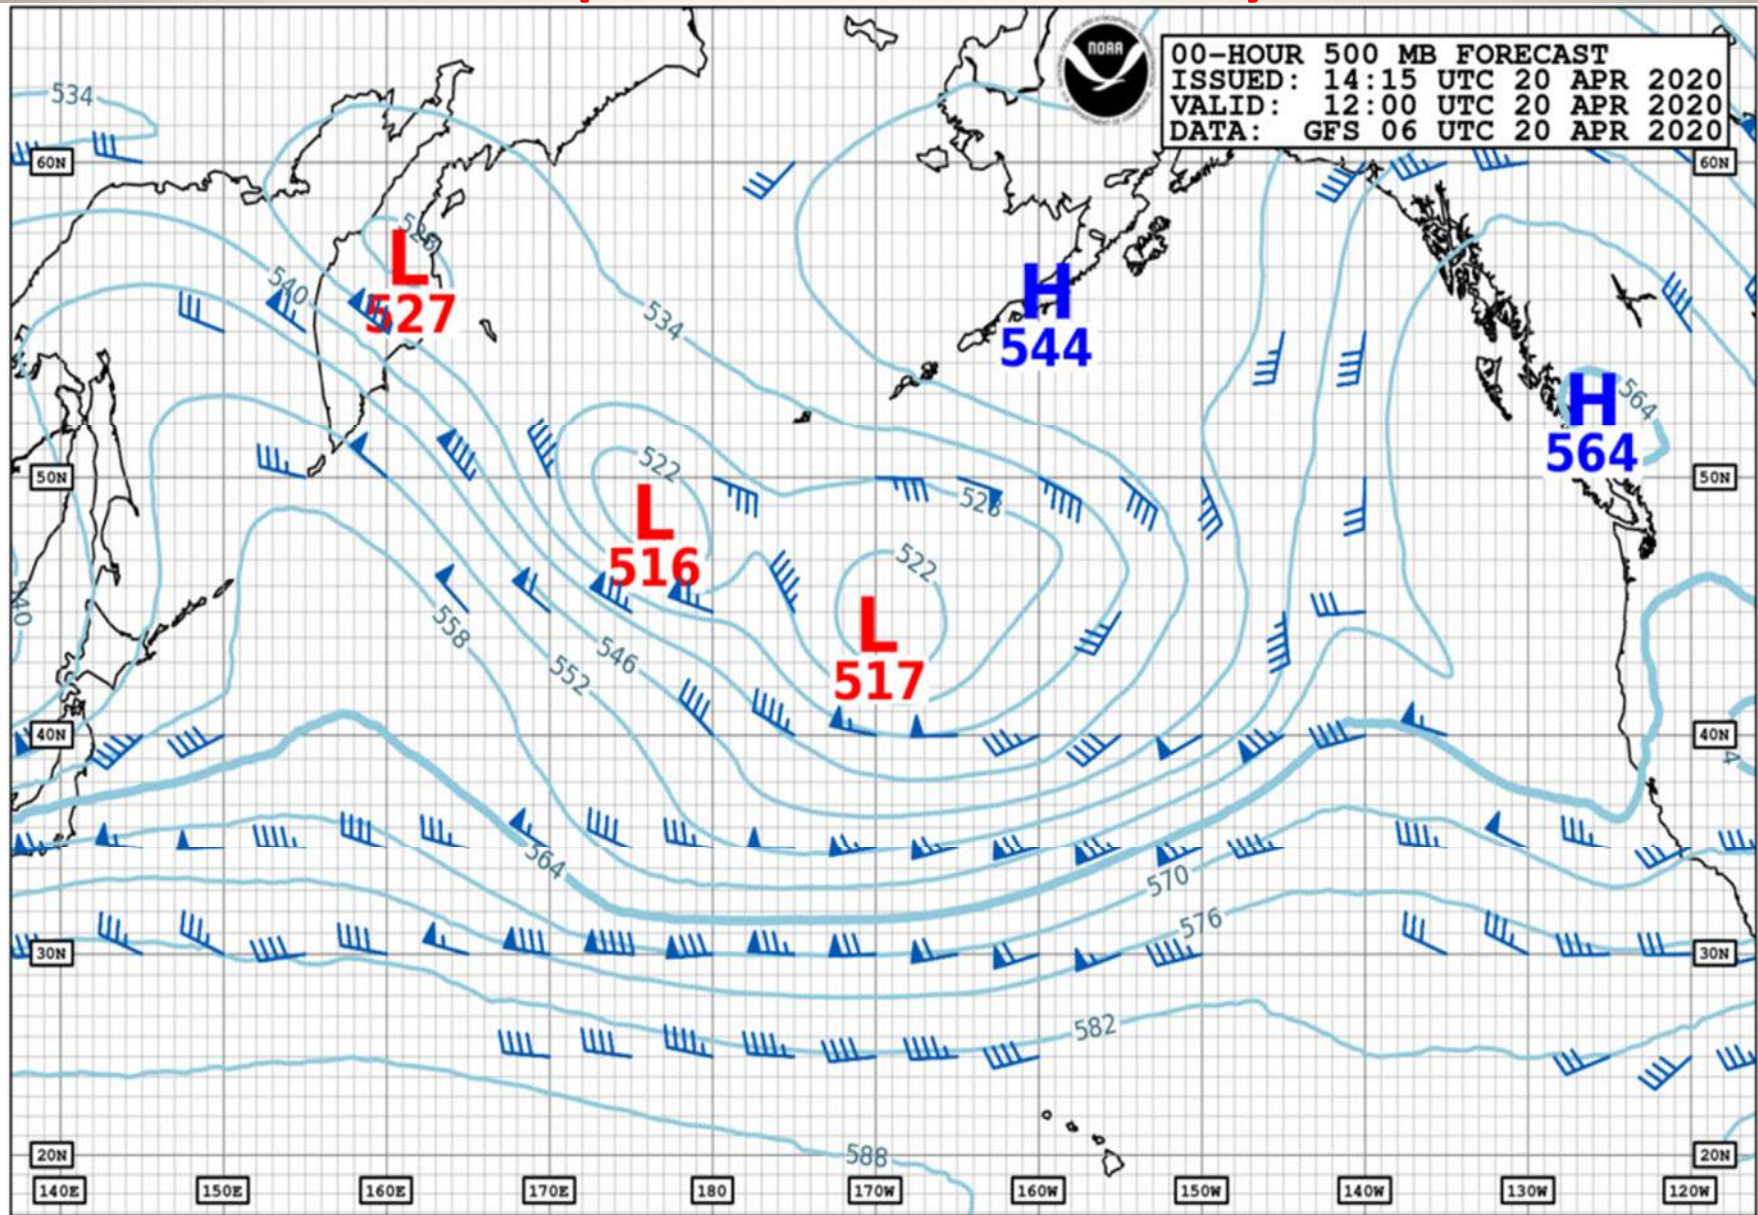 NOAA
00-HOUR 500 MB FORECAST
ISSUED: 14:15 UTC 20 APR 2020
VALID: 12:00 UTC 20 APR 2020
DATA: GFS 06 UTC 20 APR 2020
534
60N
60N
L
527
540
H
544
534
H
564
564
522
50N
50N
528
L
516
522
L
517
558
546
552
40N
40N
564
570
576
30N
30N
582
588
20N
20N
140E 150E 160E 170E 180 170W 160W 150W 140W 130W 120W